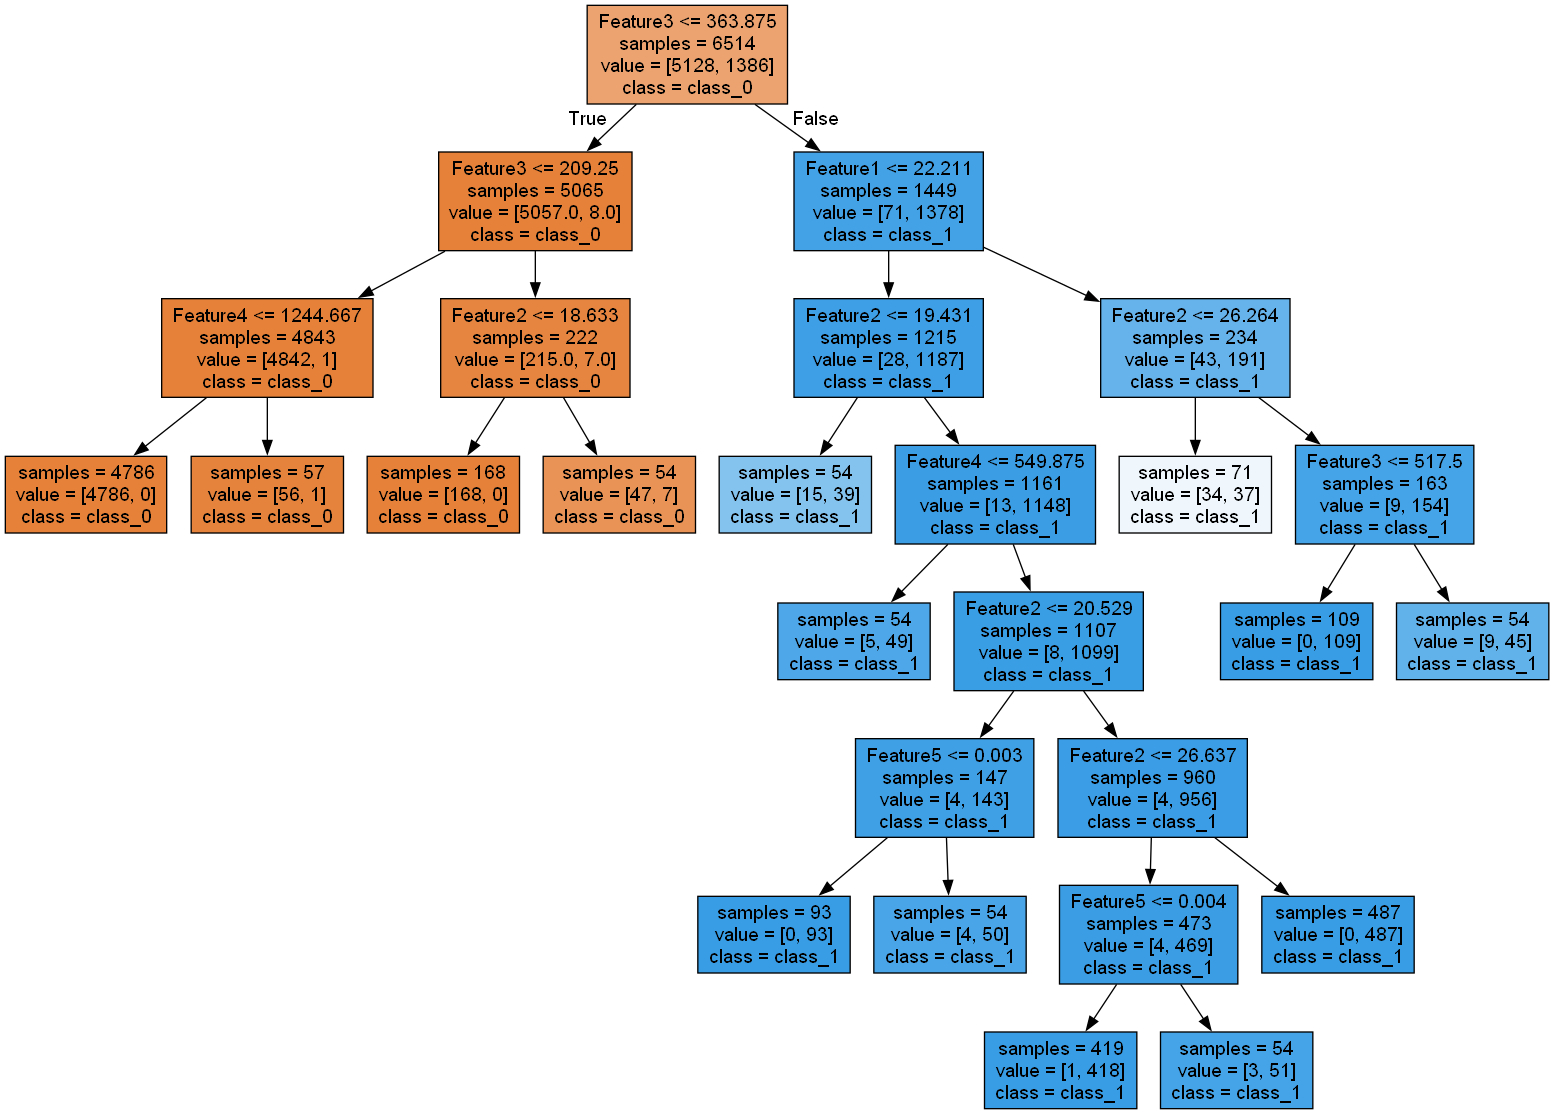 Feature3 <= 363.875
samples = 6514
value = [5128, 1386]
class = class_0
True
False
Feature3 <= 209.25
samples = 5065
value = [5057.0, 8.0]
class = class_0
Feature1 <= 22.211
samples = 1449
value = [71, 1378]
class = class_1
Feature4 <= 1244.667
samples = 4843
value = [4842, 1]
class = class_0
Feature2 <= 18.633
samples = 222
value = [215.0, 7.0]
class = class_0
Feature2 <= 19.431
samples = 1215
value = [28, 1187]
class = class_1
Feature2 <= 26.264
samples = 234
value = [43, 191]
class = class_1
samples = 4786
value = [4786, 0]
class = class_0
samples = 57
value = [56, 1]
class = class_0
samples = 168
value = [168, 0]
class = class_0
samples = 54
value = [47, 7]
class = class_0
samples = 54
value = [15, 39]
class = class_1
Feature4 <= 549.875
samples = 1161
value = [13, 1148]
class = class_1
samples = 71
value = [34, 37]
class = class_1
Feature3 <= 517.5
samples = 163
value = [9, 154]
class = class_1
samples = 54
value = [5, 49]
class = class_1
Feature2 <= 20.529
samples = 1107
value = [8, 1099]
class = class_1
samples = 109
value = [0, 109]
class = class_1
samples = 54
value = [9, 45]
class = class_1
Feature5 <= 0.003
samples = 147
value = [4, 143]
class = class_1
Feature2 <= 26.637
samples = 960
value = [4, 956]
class = class_1
samples = 93
value = [0, 93]
class = class_1
samples = 54
value = [4, 50]
class = class_1
Feature5 <= 0.004
samples = 473
value = [4, 469]
class = class_1
samples = 487
value = [0, 487]
class = class_1
samples = 419
value = [1, 418]
class = class_1
samples = 54
value = [3, 51]
class = class_1